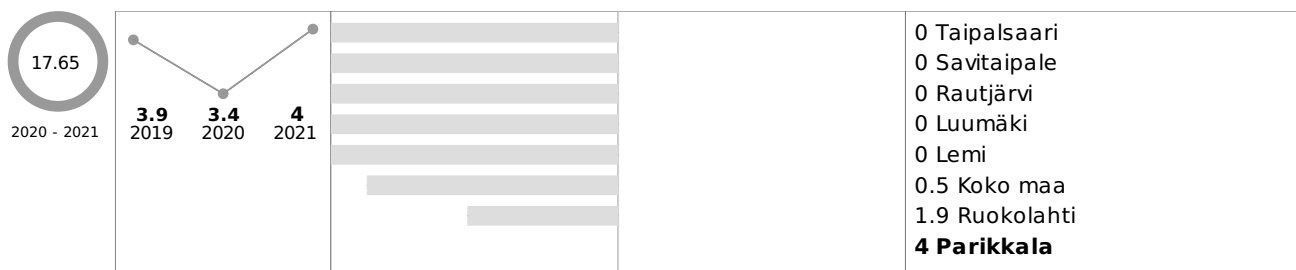 17.65
2020 - 2021
3.9 3.4 4
2019 2020 2021
0 Taipalsaari
0 Savitaipale
0 Rautjärvi
0 Luumäki
0 Lemi
0.5 Koko maa
1.9 Ruokolahti
4 Parikkala